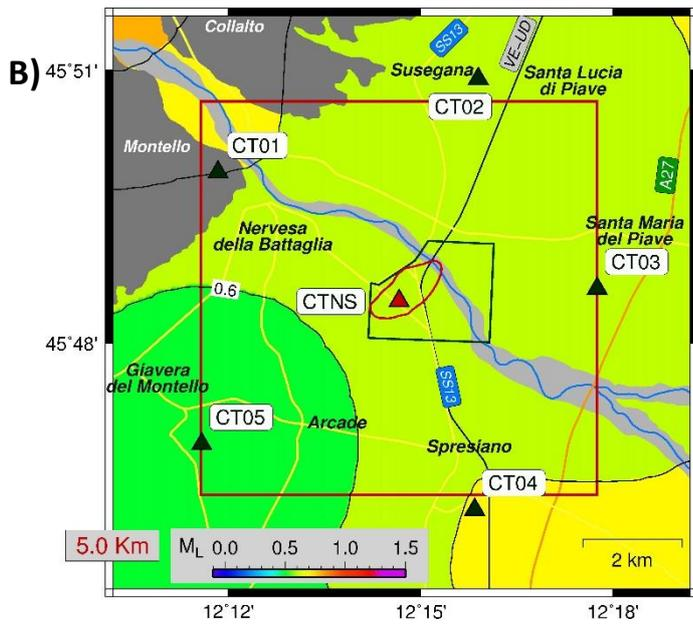 B)
Collalto
SS13
VE-UD
45°51'
Susegana
Santa Lucia
di Piave
CT02
Montello
CT01
A27
Nervesa
della Battaglia
Santa Maria
del Piave
CT03
0.6
CTNS
45°48'
Giavera
del Montello
SS13
CT05
Arcade
Spresiano
CT04
5.0 Km
ML 0.0 0.5 1.0 1.5
2 km
12°12' 12°15' 12°18'